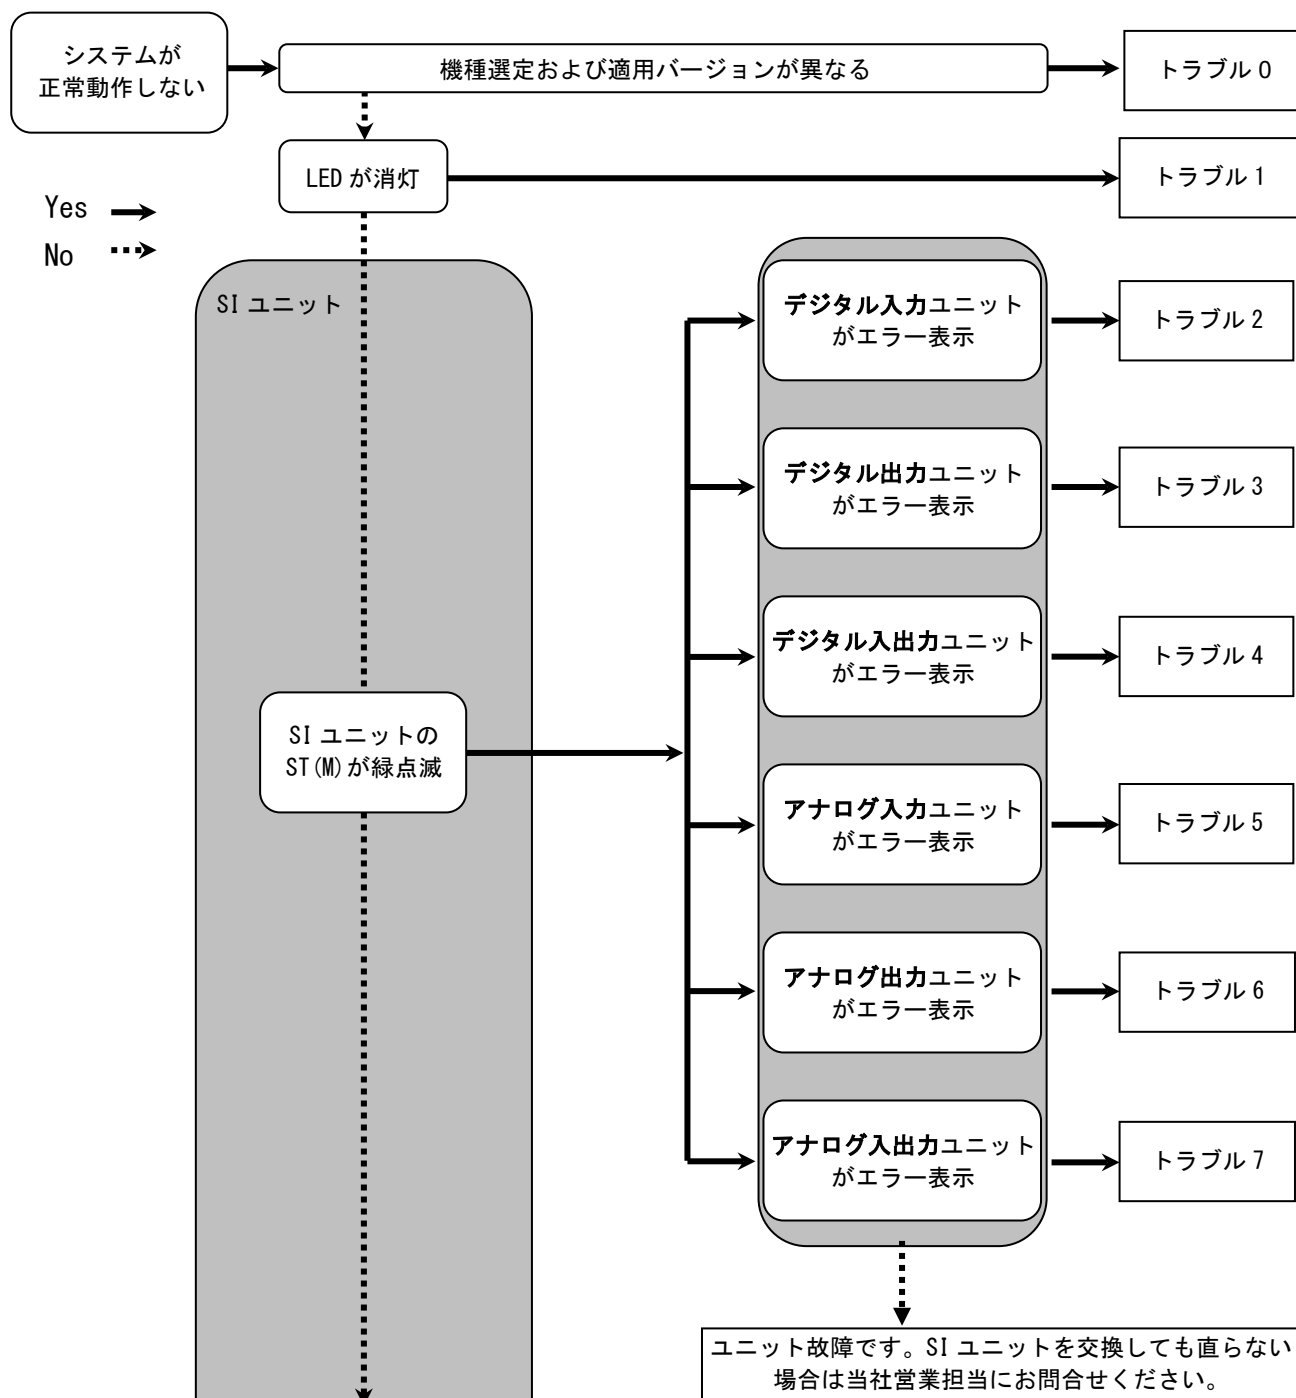 システムが
正常動作しない
機種選定および適用バージョンが異なる
トラブル 0
LED が消灯
トラブル 1
Yes
No
SI ユニット
デジタル入力ユニット
がエラー表示
トラブル 2
デジタル出力ユニット
がエラー表示
トラブル 3
デジタル入出力ユニット
がエラー表示
トラブル 4
SI ユニットの
ST(M)が緑点滅
アナログ入力ユニット
がエラー表示
トラブル 5
アナログ出力ユニット
がエラー表示
トラブル 6
アナログ入出力ユニット
がエラー表示
トラブル 7
ユニット故障です。SI ユニットを交換しても直らない
場合は当社営業担当にお問合せください。